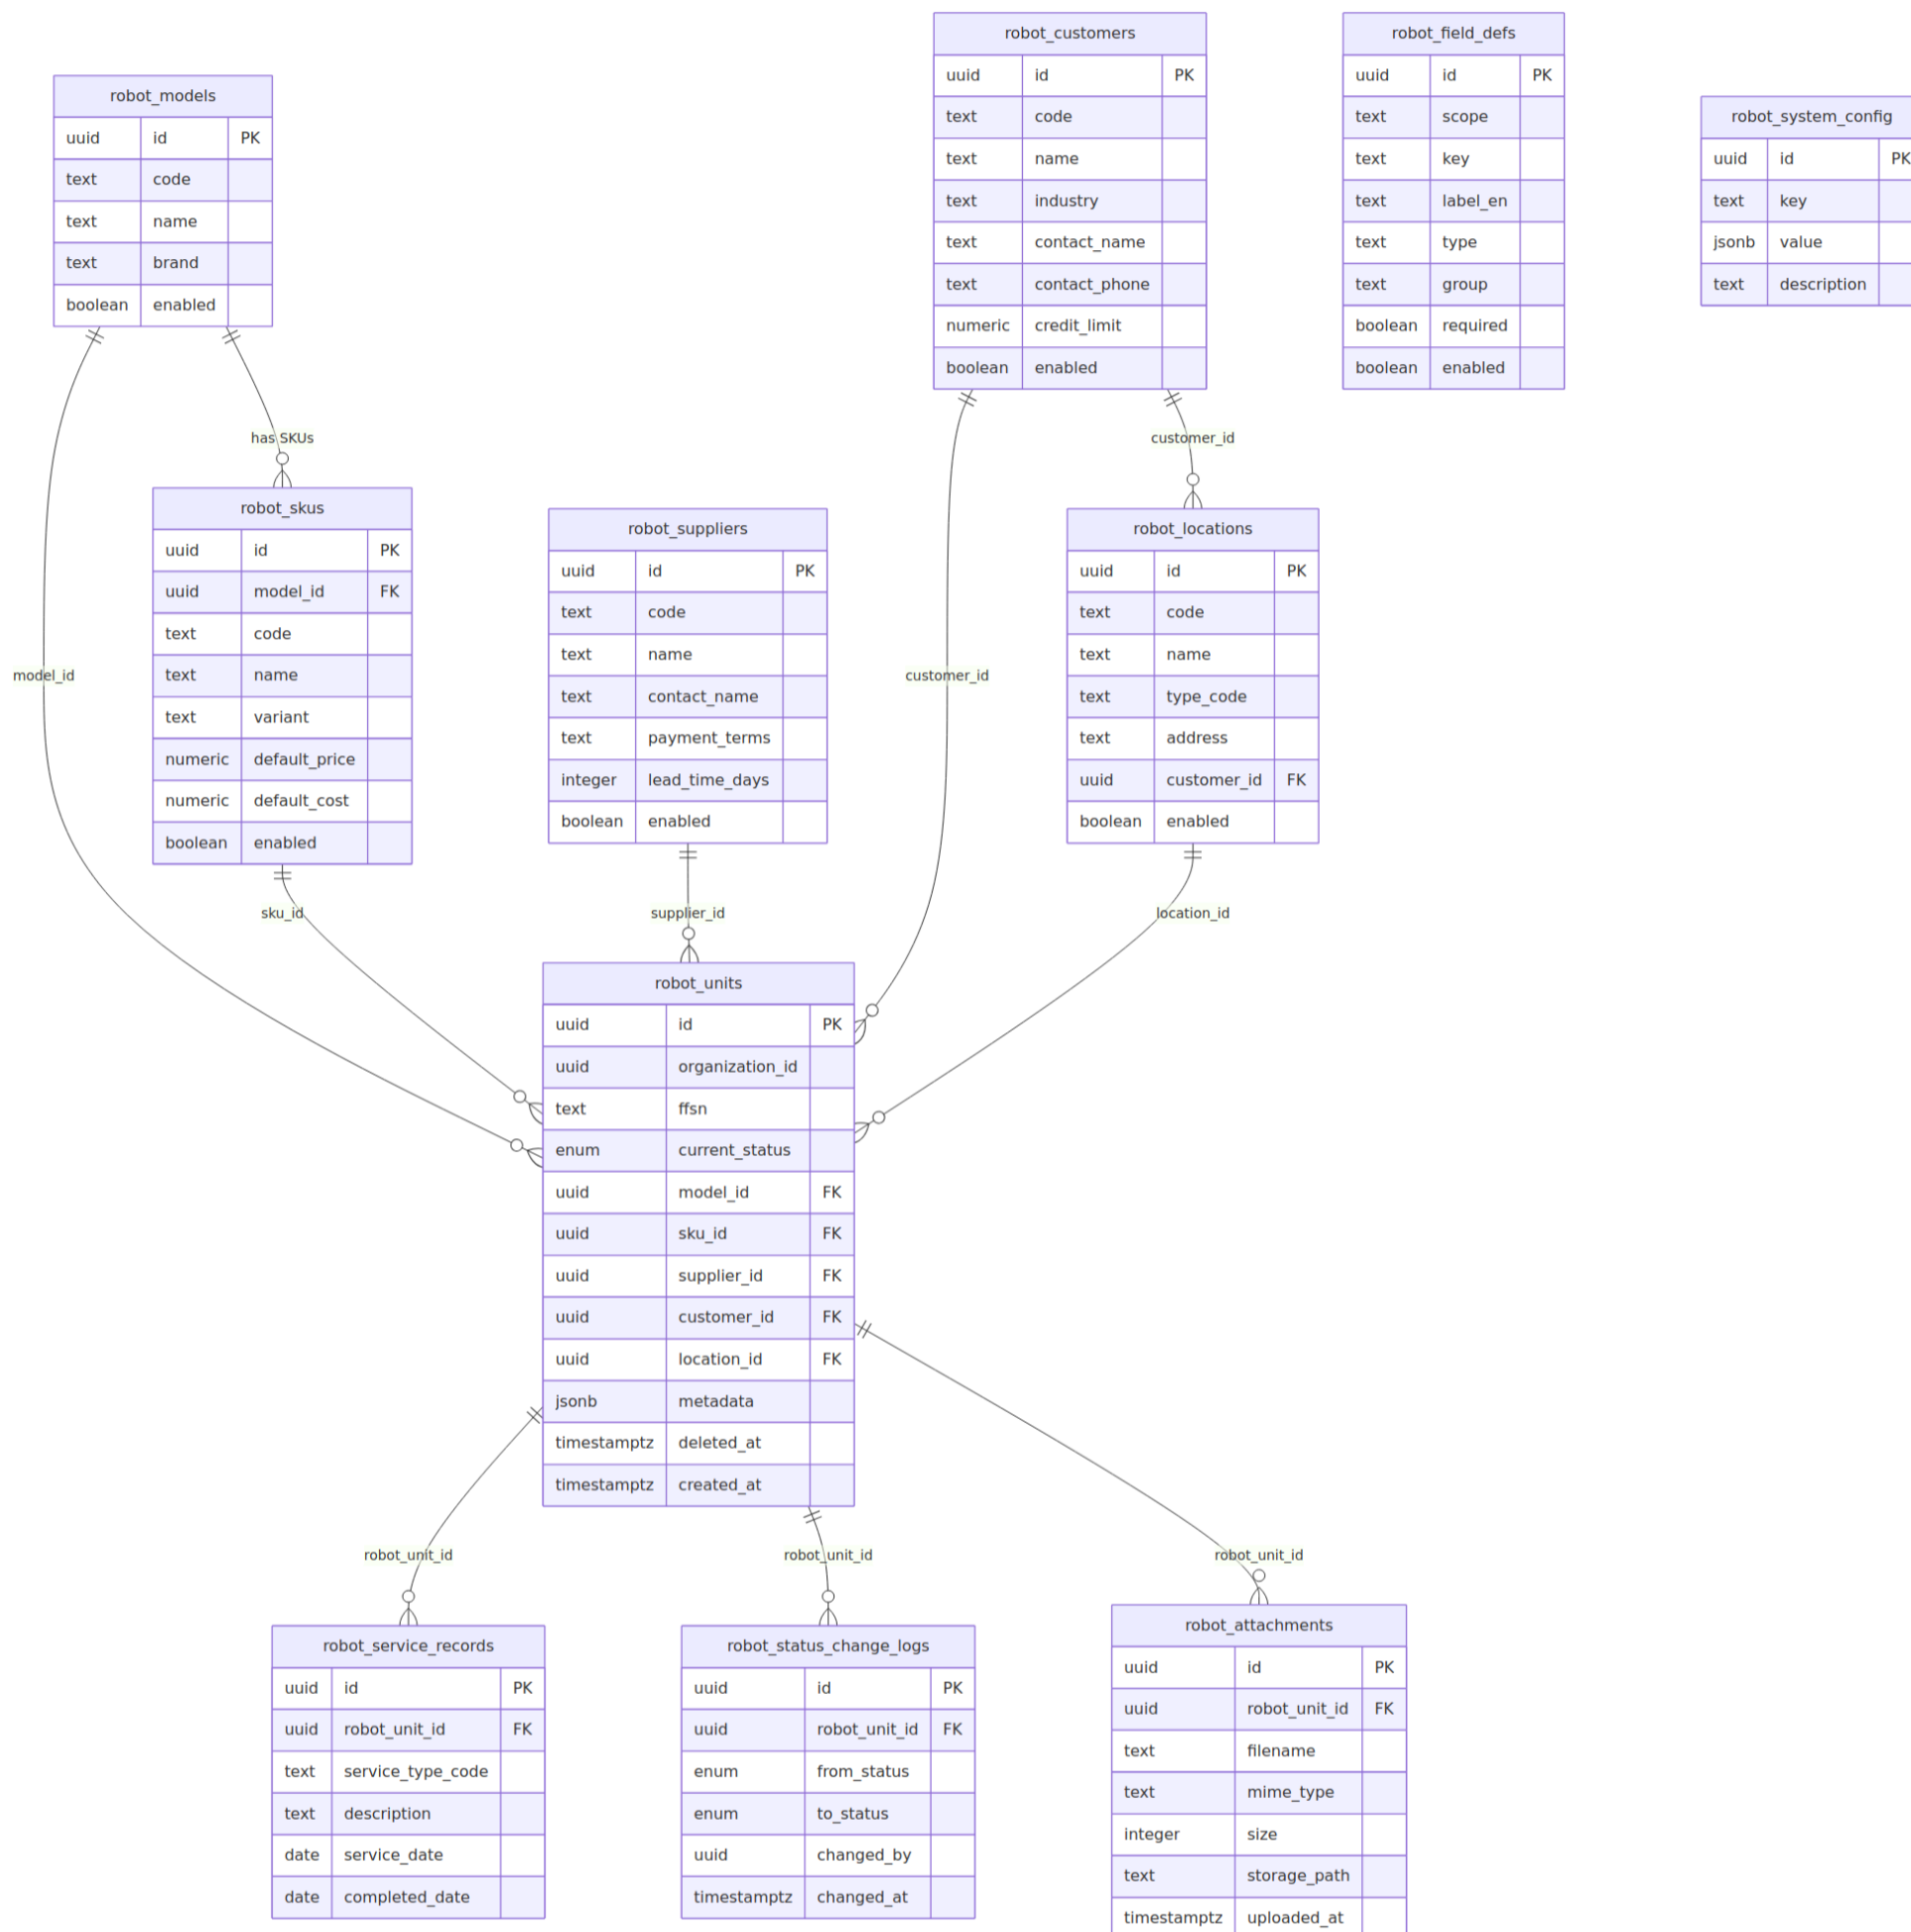 robot_models
uuid id PK
text code
text name
text brand
boolean enabled
robot_customers
uuid id PK
text code
text name
text industry
text contact_name
text contact_phone
numeric credit_limit
boolean enabled
robot_field_defs
uuid id PK
text scope
text key
text label_en
text type
text group
boolean required
boolean enabled
robot_system_config
uuid id PK
text key
jsonb value
text description
has SKUs
customer_id
model_id
customer_id
robot_skus
uuid id PK
uuid model_id FK
text code
text name
text variant
numeric default_price
numeric default_cost
boolean enabled
robot_suppliers
uuid id PK
text code
text name
text contact_name
text payment_terms
integer lead_time_days
boolean enabled
robot_locations
uuid id PK
text code
text name
text type_code
text address
uuid customer_id FK
boolean enabled
sku_id
supplier_id
location_id
robot_units
uuid id PK
uuid organization_id
text ffsn
enum current_status
uuid model_id FK
uuid sku_id FK
uuid supplier_id FK
uuid customer_id FK
uuid location_id FK
jsonb metadata
timestamptz deleted_at
timestamptz created_at
robot_unit_id
robot_unit_id
robot_unit_id
robot_service_records
uuid id PK
uuid robot_unit_id FK
text service_type_code
text description
date service_date
date completed_date
robot_status_change_logs
uuid id PK
uuid robot_unit_id FK
enum from_status
enum to_status
uuid changed_by
timestamptz changed_at
robot_attachments
uuid id PK
uuid robot_unit_id FK
text filename
text mime_type
integer size
text storage_path
timestamptz uploaded_at